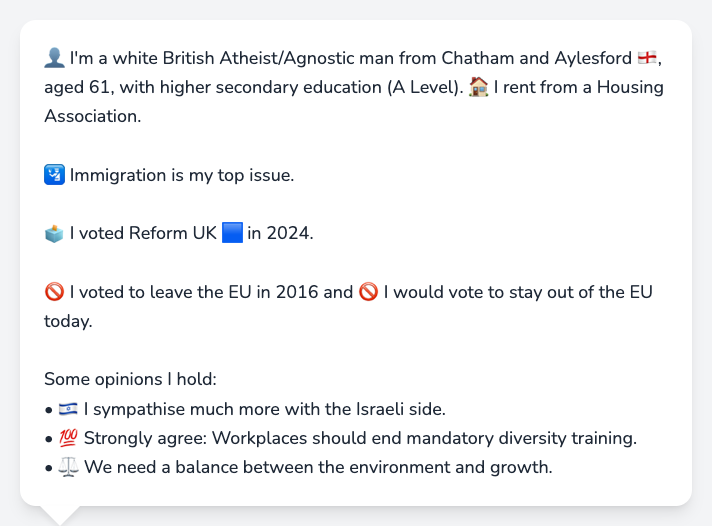 👤 I'm a white British Atheist/Agnostic man from Chatham and Aylesford 🏴󠁧󠁢󠁥󠁮󠁧󠁿,
aged 61, with higher secondary education (A Level). 🏠 I rent from a Housing
Association.
🛂 Immigration is my top issue.
🗳️ I voted Reform UK 🟦 in 2024.
🚫 I voted to leave the EU in 2016 and 🚫 I would vote to stay out of the EU
today.
Some opinions I hold:
• 🇮🇱 I sympathise much more with the Israeli side.
• 💯 Strongly agree: Workplaces should end mandatory diversity training.
• ⚖️ We need a balance between the environment and growth.